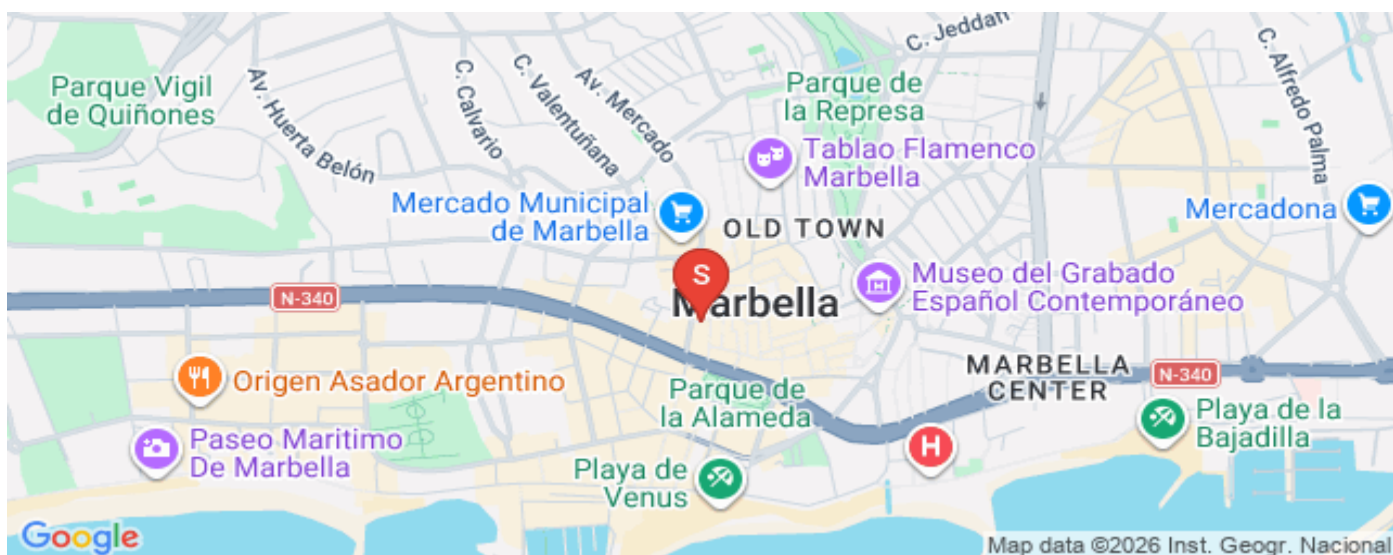 C. Jeddah
C. Alfredo Palma
Parque Vigil
de Quiñones
Av. Huerta Belón
C. Calvario
C. Valentuñana
Av. Mercado
Parque de
la Represa
Tablao Flamenco
Marbella
Mercado Municipal
de Marbella
OLD TOWN
Mercadona
S
Marbella
Museo del Grabado
Español Contemporáneo
N-340
MARBELLA
CENTER
N-340
Origen Asador Argentino
Parque de
la Alameda
Playa de la
Bajadilla
Paseo Maritimo
De Marbella
H
Playa de
Venus
Google
Map data ©2026 Inst. Geogr. Nacional